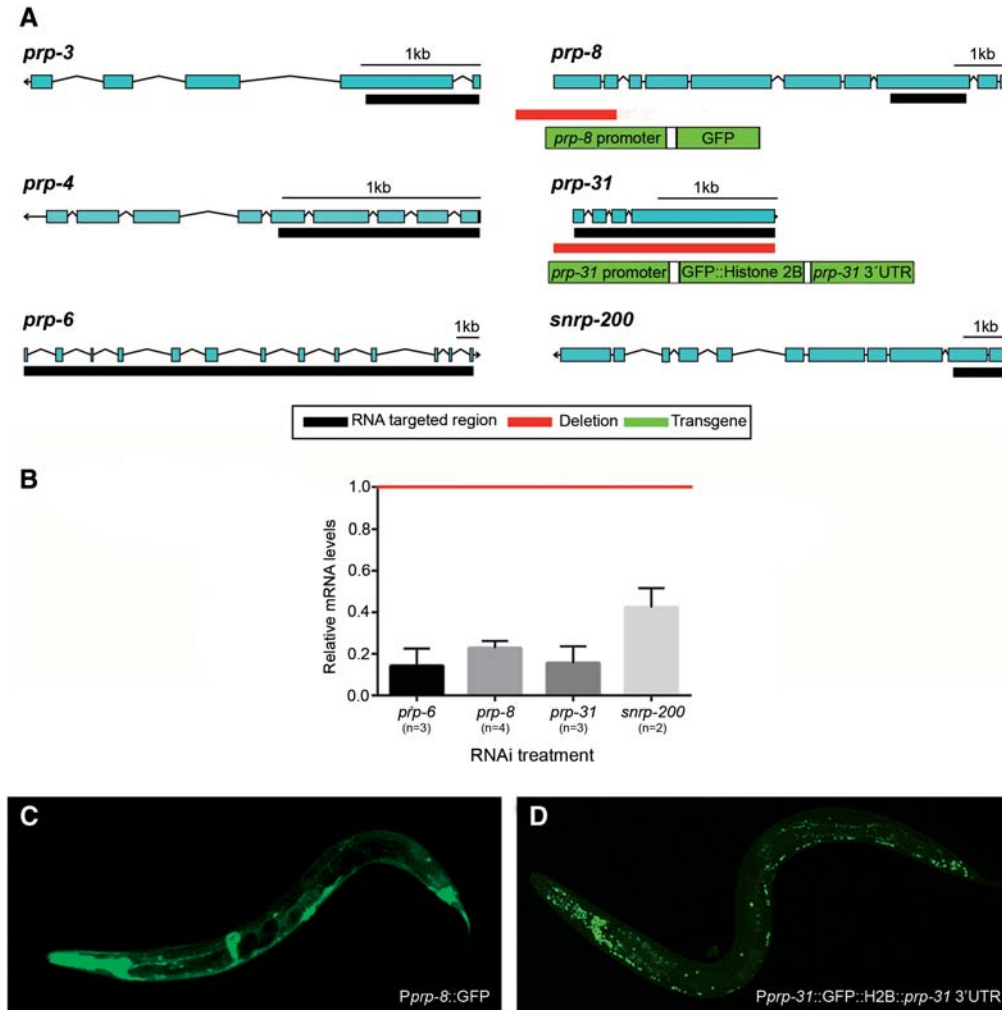 A
prp-3
1kb
prp-8
1kb
prp-8 promoter GFP
prp-4
1kb
prp-31
1kb
prp-31 promoter GFP::Histone 2B prp-31 3´UTR
prp-6
1kb
snrp-200
1kb
RNA targeted region Deletion Transgene
B
Relative mRNA levels
1.0
0.8
0.6
0.4
0.2
0.0
prp-6 prp-8 prp-31 snrp-200
(n=3) (n=4) (n=3) (n=2)
RNAi treatment
C
Pprp-8::GFP
D
Pprp-31::GFP::H2B::prp-31 3'UTR